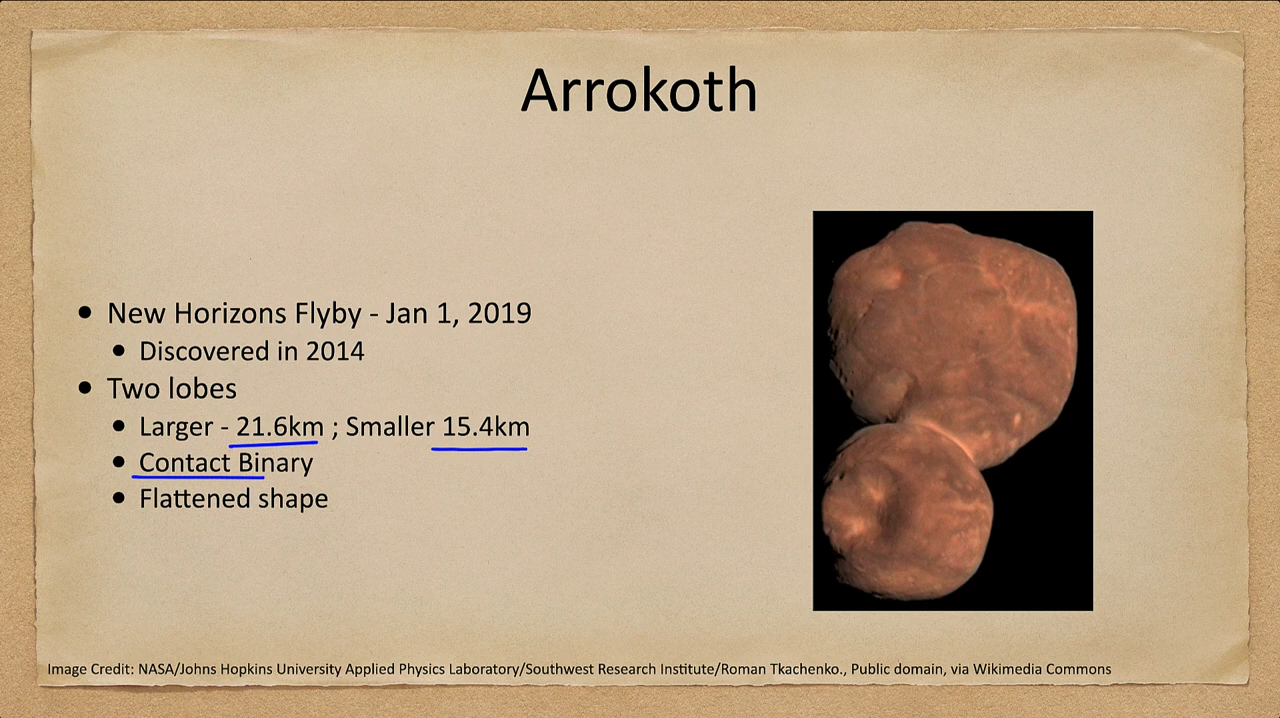 Arrokoth
• New Horizons Flyby - Jan 1, 2019
• Discovered in 2014
• Two lobes
• Larger - 21.6km ; Smaller 15.4km
• Contact Binary
• Flattened shape
Image Credit: NASA/Johns Hopkins University Applied Physics Laboratory/Southwest Research Institute/Roman Tkachenko., Public domain, via Wikimedia Commons